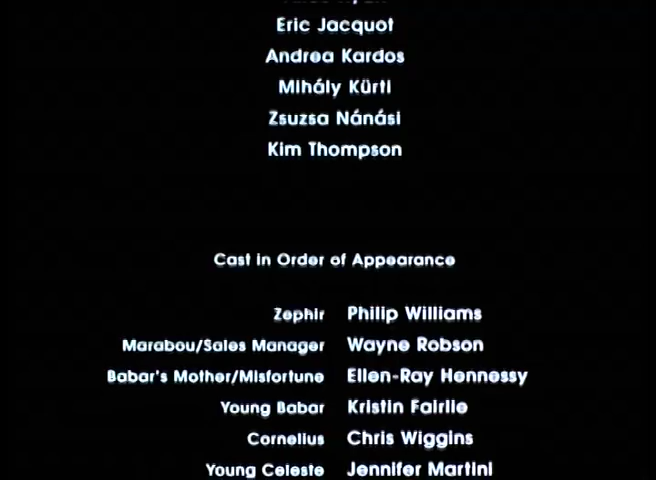 Eric Jacquot
Andrea Kardos
Mihály Kürti
Zsuzsa Nánási
Kim Thompson
Cast in Order of Appearance
Zephir Philip Williams
Marabou/Sales Manager Wayne Robson
Babar's Mother/Misfortune Ellen-Ray Hennessy
Young Babar Kristin Fairlie
Cornelius Chris Wiggins
Young Celeste Jennifer Martini